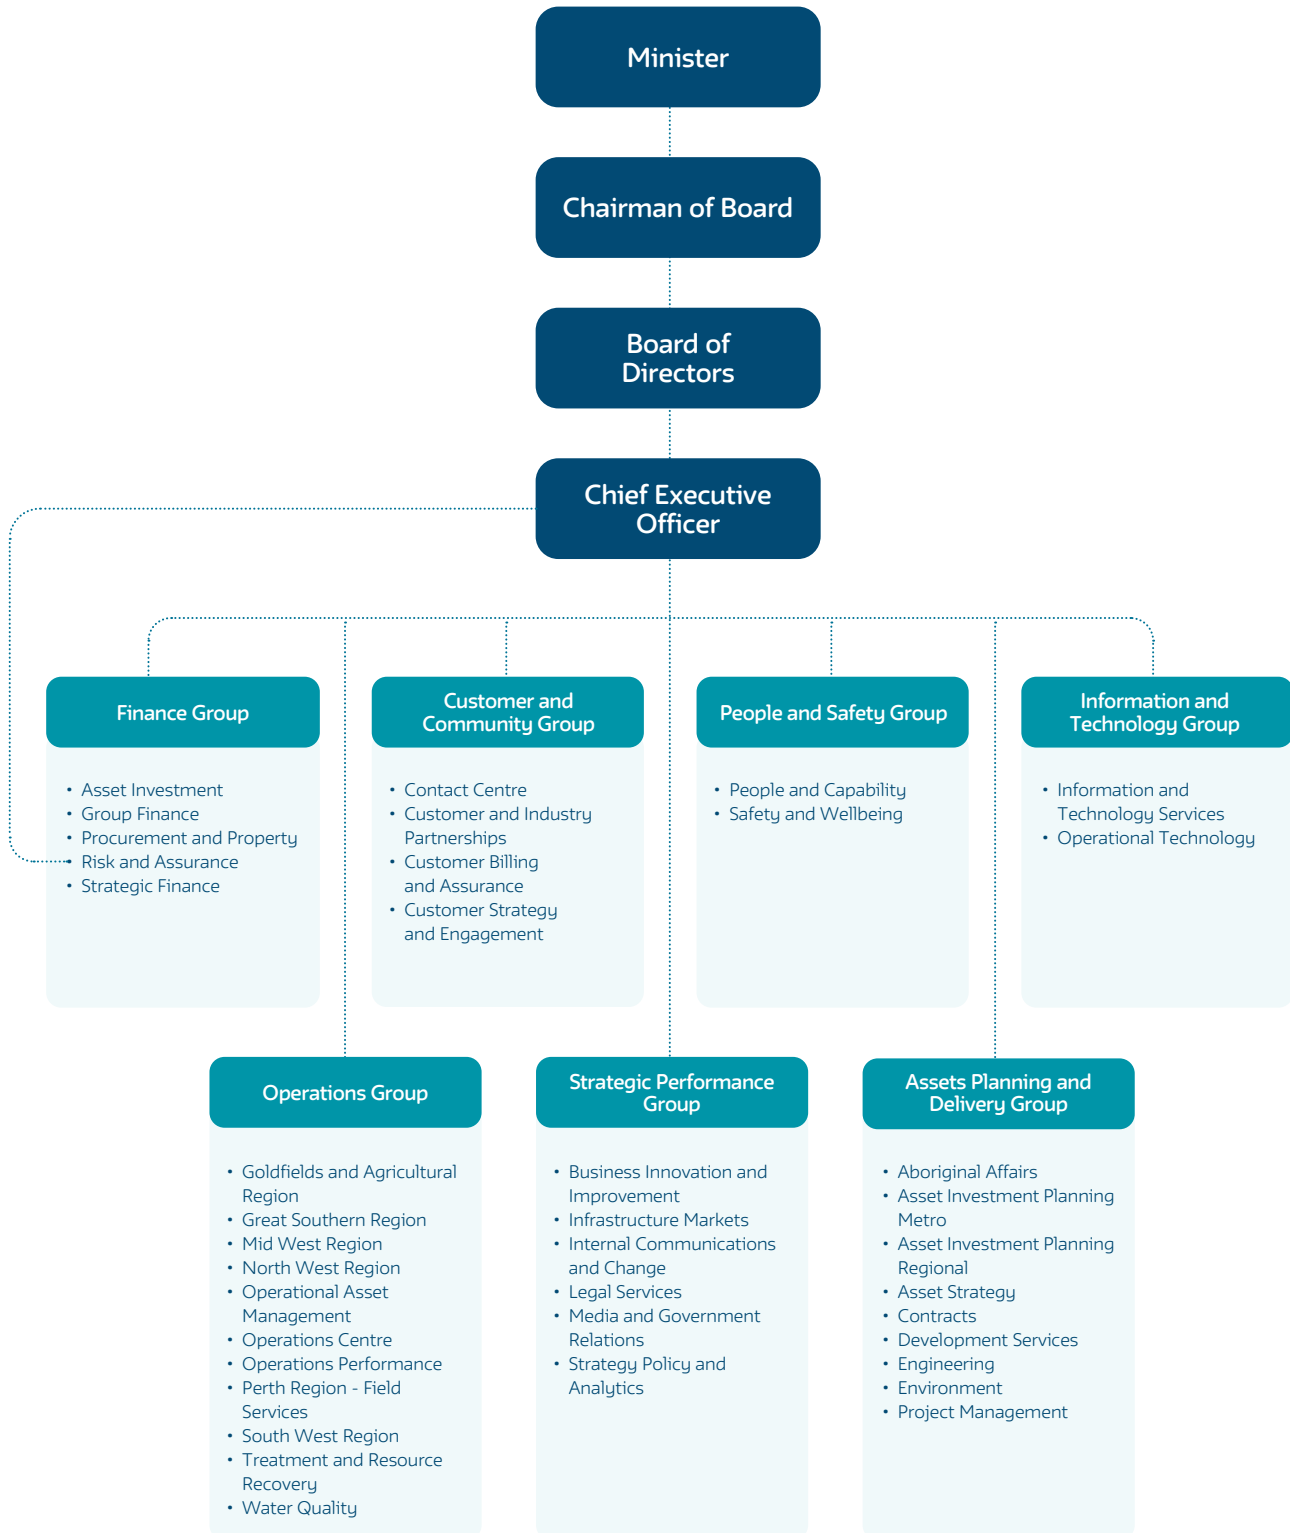 Minister
Chairman of Board
Board of
Directors
Chief Executive
Officer
Finance Group
• Asset Investment
• Group Finance
• Procurement and Property
• Risk and Assurance
• Strategic Finance
Customer and
Community Group
• Contact Centre
• Customer and Industry
Partnerships
• Customer Billing
and Assurance
• Customer Strategy
and Engagement
People and Safety Group
• People and Capability
• Safety and Wellbeing
Information and
Technology Group
• Information and
Technology Services
• Operational Technology
Operations Group
• Goldfields and Agricultural
Region
• Great Southern Region
• Mid West Region
• North West Region
• Operational Asset
Management
• Operations Centre
• Operations Performance
• Perth Region - Field
Services
• South West Region
• Treatment and Resource
Recovery
• Water Quality
Strategic Performance
Group
• Business Innovation and
Improvement
• Infrastructure Markets
• Internal Communications
and Change
• Legal Services
• Media and Government
Relations
• Strategy Policy and
Analytics
Assets Planning and
Delivery Group
• Aboriginal Affairs
• Asset Investment Planning
Metro
• Asset Investment Planning
Regional
• Asset Strategy
• Contracts
• Development Services
• Engineering
• Environment
• Project Management